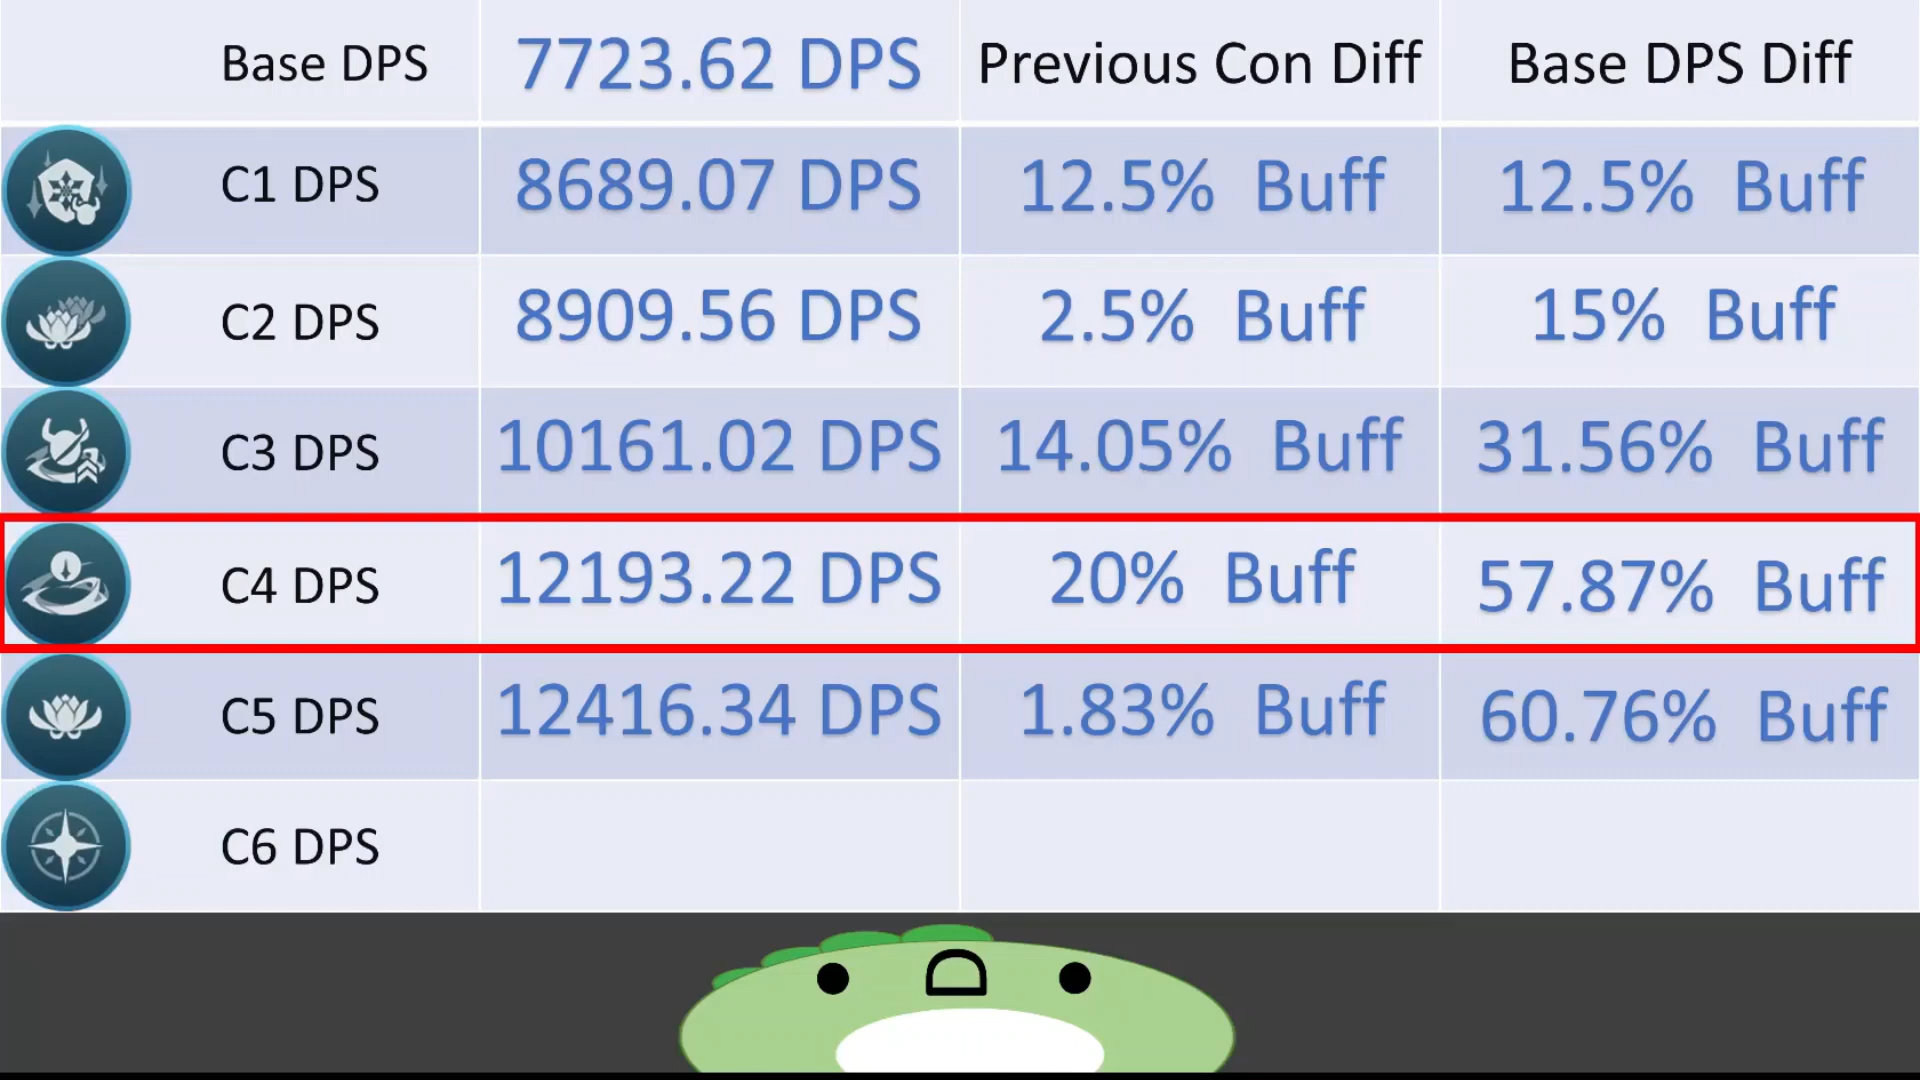 Base DPS 7723.62 DPS Previous Con Diff Base DPS Diff
C1 DPS 8689.07 DPS 12.5% Buff 12.5% Buff
C2 DPS 8909.56 DPS 2.5% Buff 15% Buff
C3 DPS 10161.02 DPS 14.05% Buff 31.56% Buff
C4 DPS 12193.22 DPS 20% Buff 57.87% Buff
C5 DPS 12416.34 DPS 1.83% Buff 60.76% Buff
C6 DPS